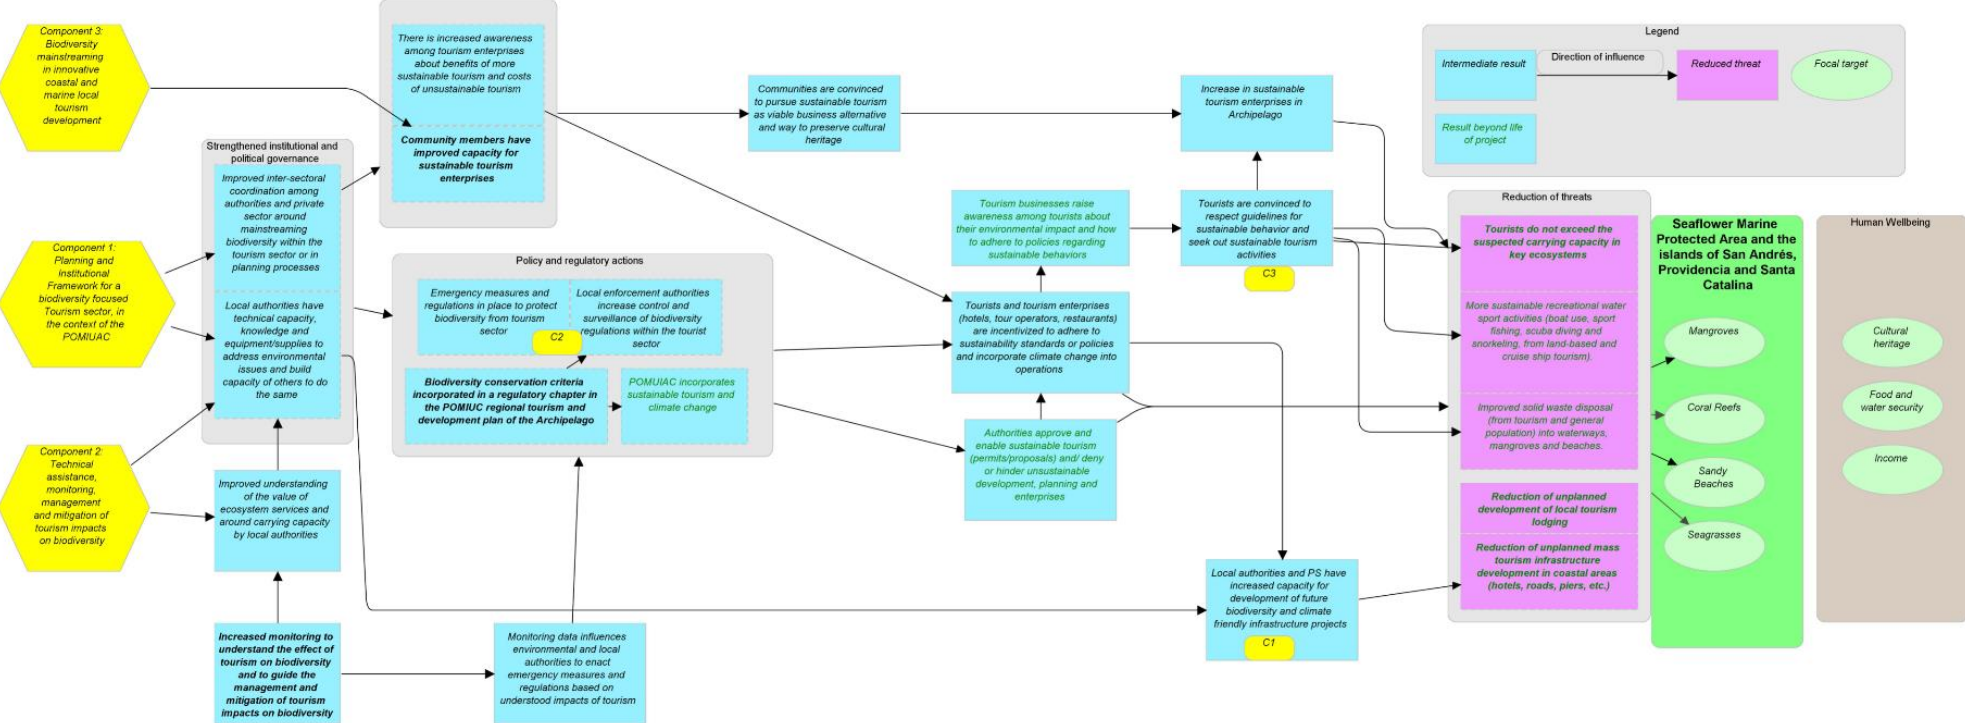 Component 3:
Biodiversity
mainstreaming
in innovative
coastal and
marine local
tourism
development
Component 1:
Planning and
Institutional
Framework for a
biodiversity focused
Tourism sector, in
the context of the
POMIUAC
Component 2:
Technical
assistance,
monitoring,
management
and mitigation of
tourism impacts
on biodiversity
Strengthened institutional and
political governance
Improved inter-sectoral
coordination among
authorities and private
sector around
mainstreaming
biodiversity within the
tourism sector or in
planning processes
Local authorities have
technical capacity,
knowledge and
equipment/supplies to
address environmental
issues and build
capacity of others to do
the same
Improved understanding
of the value of
ecosystem services and
around carrying capacity
by local authorities
Increased monitoring to
understand the effect of
tourism on biodiversity
and to guide the
management and
mitigation of tourism
impacts on biodiversity
There is increased awareness
among tourism enterprises
about benefits of more
sustainable tourism and costs
of unsustainable tourism
Community members have
improved capacity for
sustainable tourism
enterprises
Policy and regulatory actions
Emergency measures and
regulations in place to protect
biodiversity from tourism
sector
C2
Local enforcement authorities
increase control and
surveillance of biodiversity
regulations within the tourist
sector
Biodiversity conservation criteria
incorporated in a regulatory chapter in
the POMIUC regional tourism and
development plan of the Archipelago
POMUIAC incorporates
sustainable tourism and
climate change
Monitoring data influences
environmental and local
authorities to enact
emergency measures and
regulations based on
understood impacts of tourism
Communities are convinced
to pursue sustainable tourism
as viable business alternative
and way to preserve cultural
heritage
Tourism businesses raise
awareness among tourists about
their environmental impact and how
to adhere to policies regarding
sustainable behaviors
Tourists and tourism enterprises
(hotels, tour operators, restaurants)
are incentivized to adhere to
sustainability standards or policies
and incorporate climate change into
operations
Authorities approve and
enable sustainable tourism
(permits/proposals) and/ deny
or hinder unsustainable
development, planning and
enterprises
Increase in sustainable
tourism enterprises in
Archipelago
Tourists are convinced to
respect guidelines for
sustainable behavior and
seek out sustainable tourism
activities
C3
Local authorities and PS have
increased capacity for
development of future
biodiversity and climate
friendly infrastructure projects
C1
Legend
Intermediate result
Direction of influence
Reduced threat
Focal target
Result beyond life
of project
Reduction of threats
Tourists do not exceed the
suspected carrying capacity in
key ecosystems
More sustainable recreational water
sport activities (boat use, sport
fishing, scuba diving and
snorkeling, from land-based and
cruise ship tourism).
Improved solid waste disposal
(from tourism and general
population) into waterways,
mangroves and beaches.
Reduction of unplanned
development of local tourism
lodging
Reduction of unplanned mass
tourism infrastructure
development in coastal areas
(hotels, roads, piers, etc.)
Seaflower Marine
Protected Area and the
islands of San Andrés,
Providencia and Santa
Catalina
Mangroves
Coral Reefs
Sandy
Beaches
Seagrasses
Human Wellbeing
Cultural
heritage
Food and
water security
Income